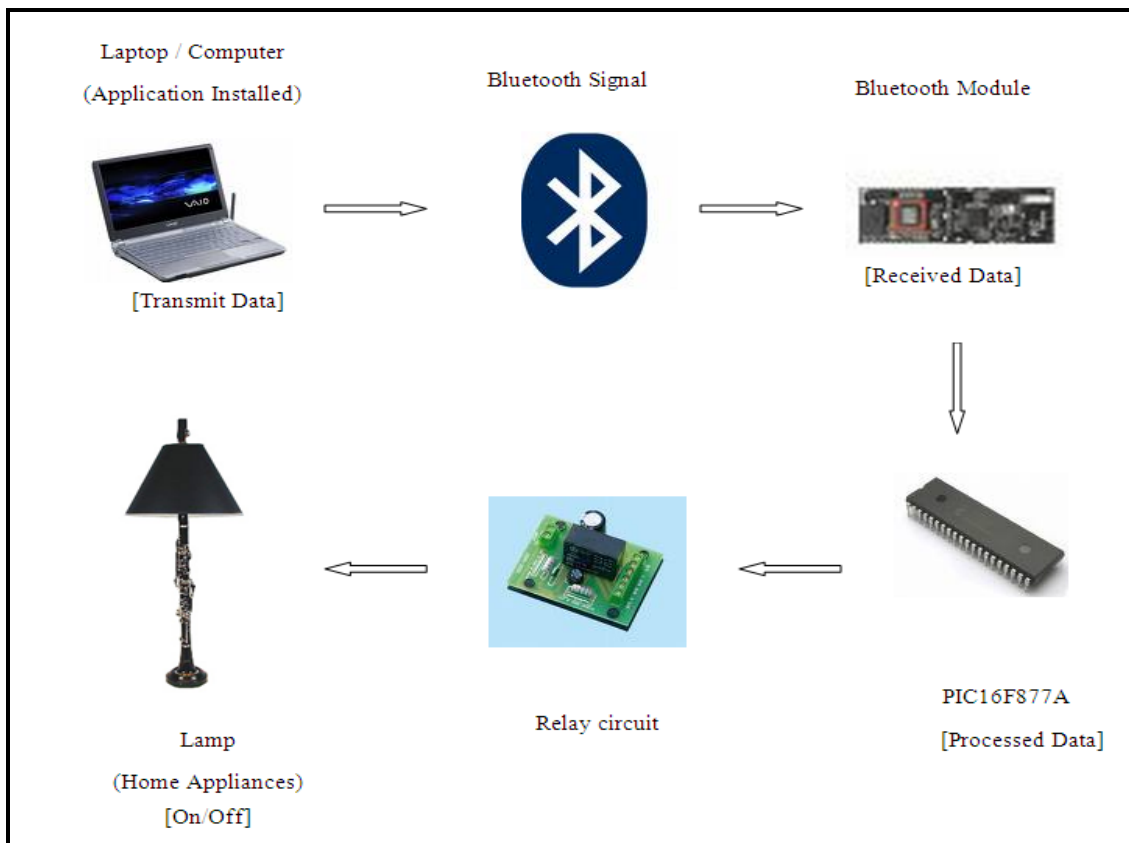 Laptop / Computer
(Application Installed)
VAIO
[Transmit Data]
Bluetooth Signal
Bluetooth Module
[Received Data]
PIC16F877A
[Processed Data]
Relay circuit
Lamp
(Home Appliances)
[On/Off]